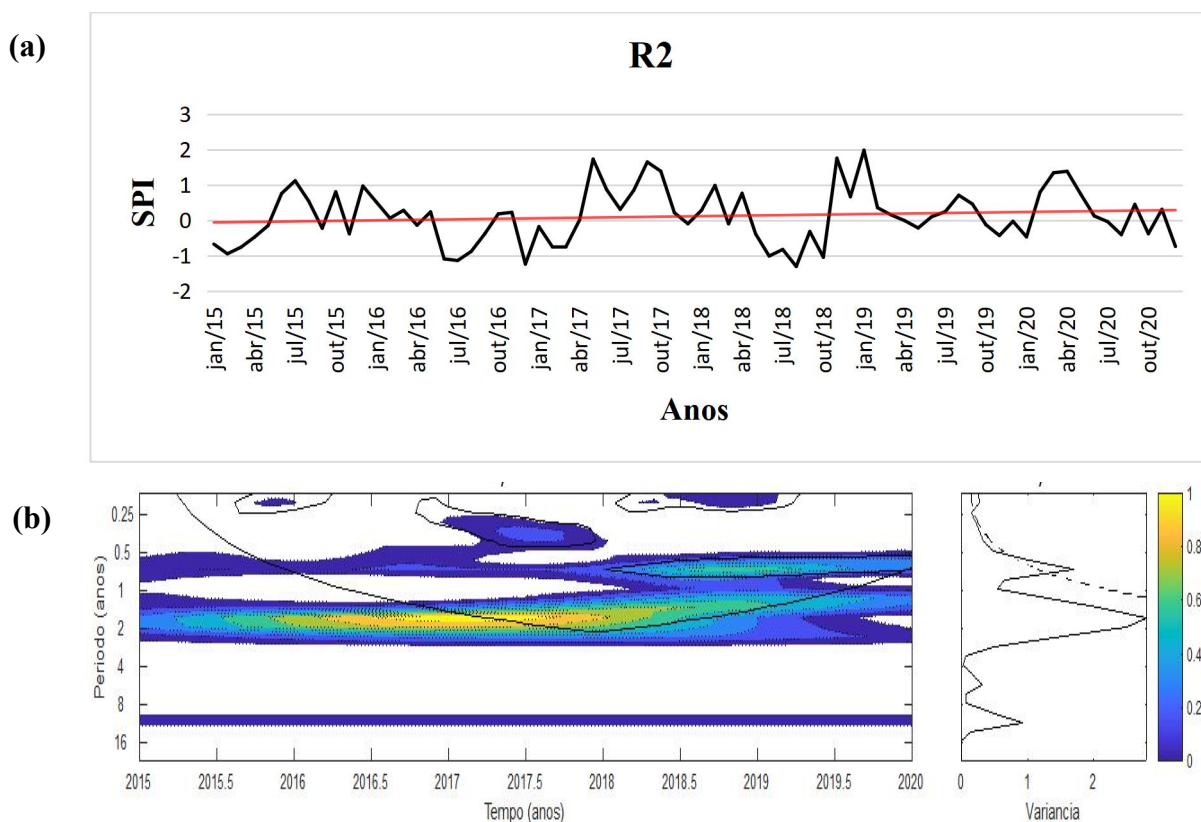 (a)
R2
SPI
3
2
1
0
-1
-2
jan/15
abr/15
jul/15
out/15
jan/16
abr/16
jul/16
out/16
jan/17
abr/17
jul/17
out/17
jan/18
abr/18
jul/18
out/18
jan/19
abr/19
jul/19
out/19
jan/20
abr/20
jul/20
out/20
Anos
(b)
Periodo (anos)
0.25
0.5
1
2
4
8
16
2015
2015.5
2016
2016.5
2017
2017.5
2018
2018.5
2019
2019.5
2020
Tempo (anos)
0
1
2
Variancia
1
0.8
0.6
0.4
0.2
0